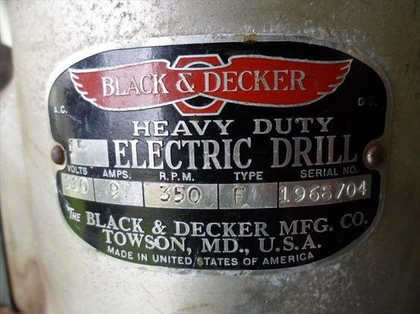 BLACK & DECKER
A.C. D.C.
HEAVY DUTY
ELECTRIC DRILL
VOLTS AMPS. R.P.M. TYPE SERIAL NO.
9 350 1968704
THE BLACK & DECKER MFG. CO.
TOWSON, MD., U.S.A.
MADE IN UNITED STATES OF AMERICA